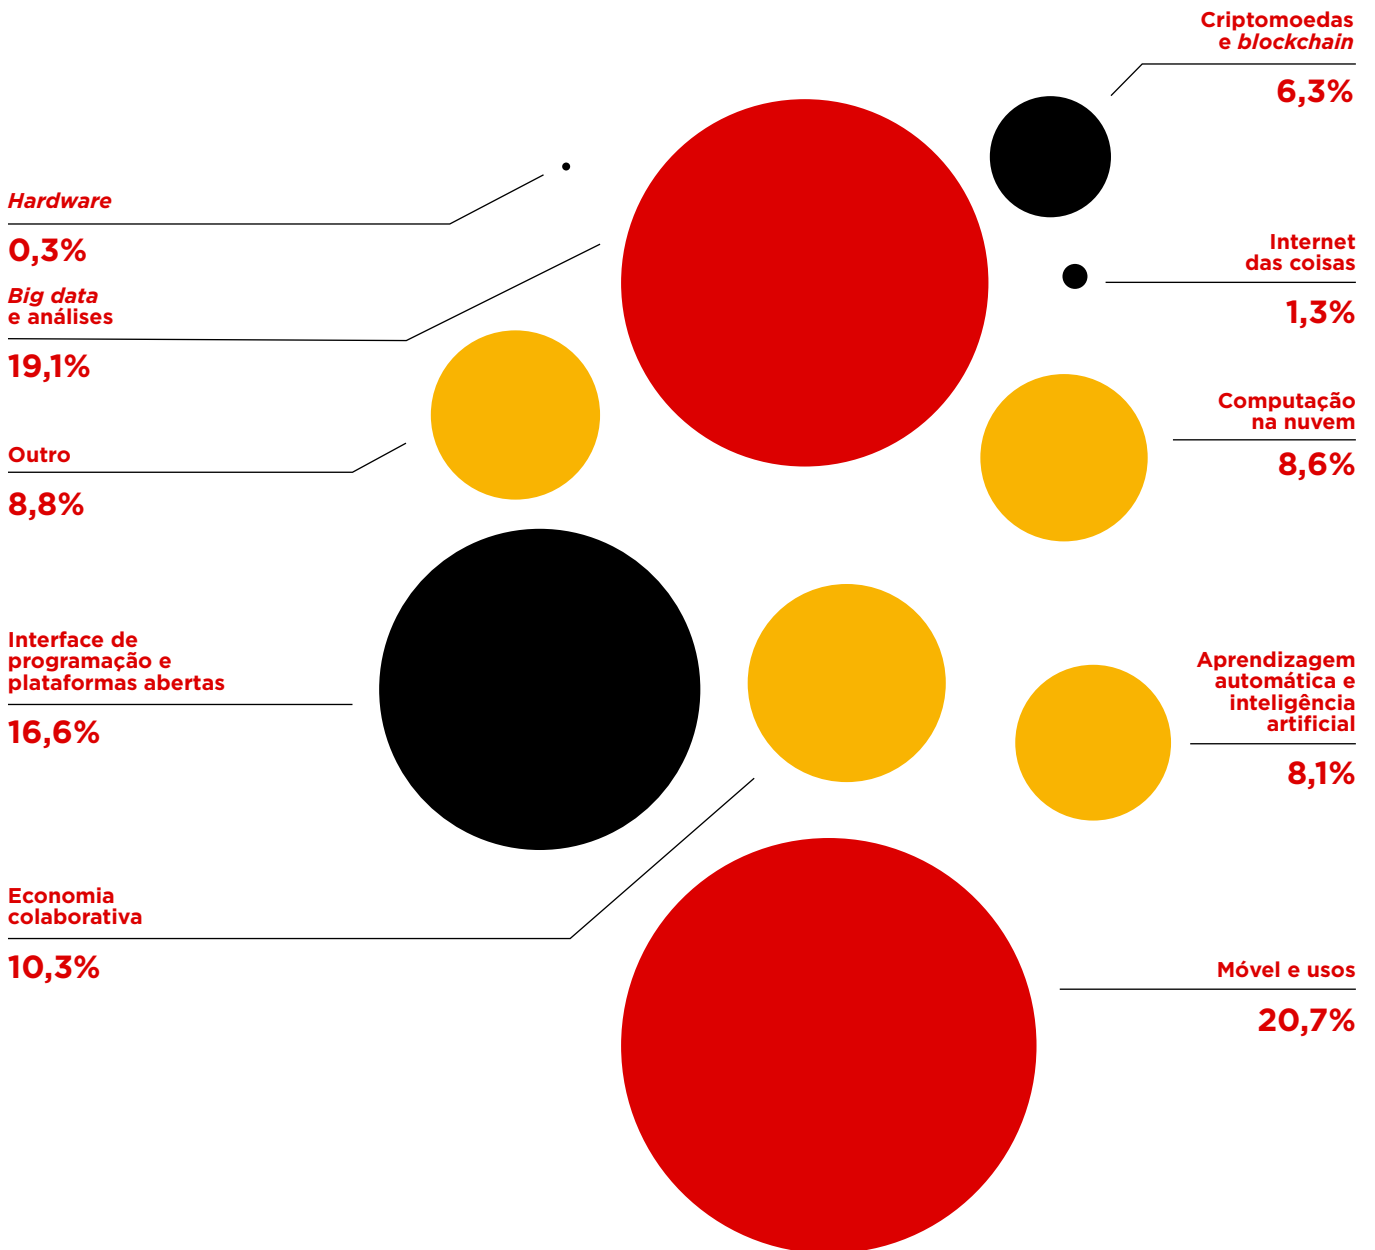 Criptomoedas
e blockchain
6,3%
Hardware
0,3%
Internet
das coisas
1,3%
Big data
e análises
19,1%
Computação
na nuvem
8,6%
Outro
8,8%
Interface de
programação e
plataformas abertas
16,6%
Aprendizagem
automática e
inteligência
artificial
8,1%
Economia
colaborativa
10,3%
Móvel e usos
20,7%